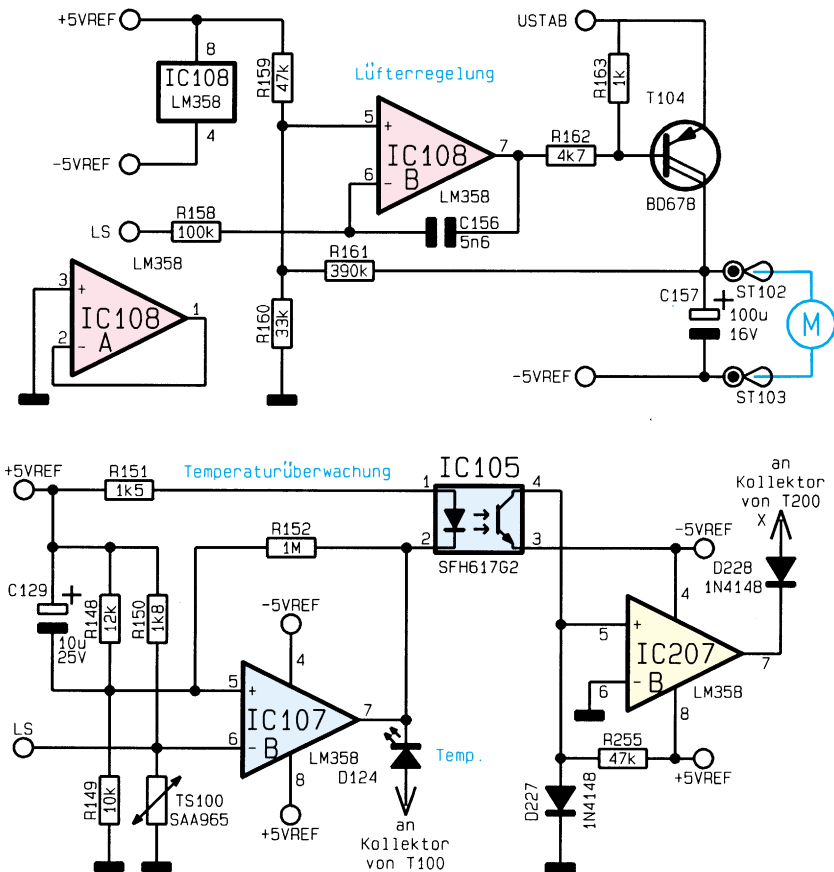 +5VREF
8
IC108
LM358
4
-5VREF
R159
47k
Lüfterregelung
USTAB
R163
1k
T104
BD678
5
+
IC108
B
6
-
7
LM358
R162
4k7
LS
R158
100k
C156
5n6
LM358
3
+
IC108
A
2
-
1
R161
390k
R160
33k
C157
+
100u
16V
ST102
M
-5VREF
ST103
+5VREF
R151
1k5
Temperaturüberwachung
IC105
1
4
2
3
SFH617G2
R152
1M
an
Kollektor
von T200
X
-5VREF
D228
1N4148
C129
+
10u
25V
R148
12k
R150
1k8
-5VREF
4
5
+
IC107
B
6
-
7
LM358
8
+5VREF
LS
R149
10k
TS100
SAA965
D124
Temp.
an
Kollektor
von T100
4
5
+
IC207
B
6
-
7
LM358
8
R255
47k
+5VREF
D227
1N4148